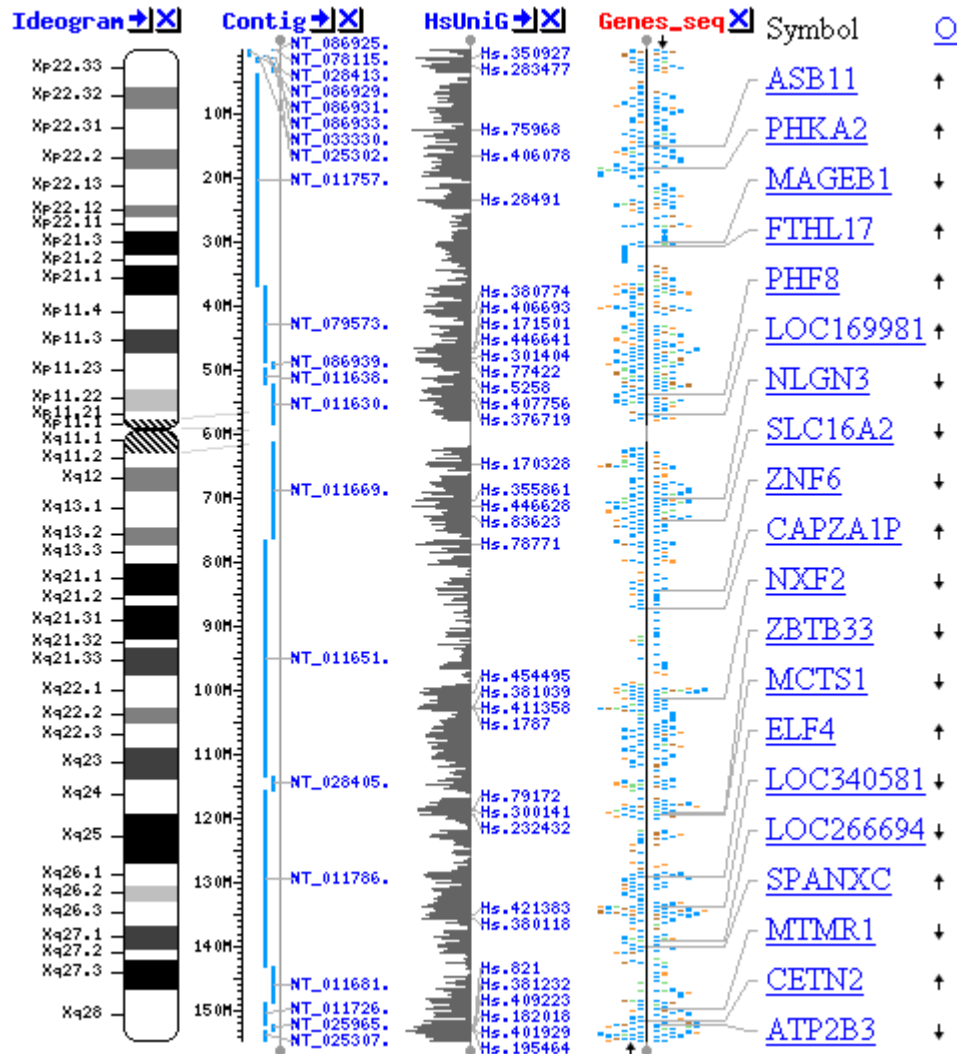 Ideogram
Contig
HsUniG
Genes_seq
Symbol
O
Xp22.33
Xp22.32
Xp22.31
Xp22.2
Xp22.13
Xp22.12
Xp22.11
Xp21.3
Xp21.2
Xp21.1
Xp11.4
Xp11.3
Xp11.23
Xp11.22
Xp11.21
Xp11.1
Xq11.1
Xq11.2
Xq12
Xq13.1
Xq13.2
Xq13.3
Xq21.1
Xq21.2
Xq21.31
Xq21.32
Xq21.33
Xq22.1
Xq22.2
Xq22.3
Xq23
Xq24
Xq25
Xq26.1
Xq26.2
Xq26.3
Xq27.1
Xq27.2
Xq27.3
Xq28
10M
20M
30M
40M
50M
60M
70M
80M
90M
100M
110M
120M
130M
140M
150M
NT_086925.
NT_078115.
NT_028413.
NT_086929.
NT_086931.
NT_086933.
NT_033330.
NT_025302.
NT_011757.
NT_079573.
NT_086939.
NT_011638.
NT_011630.
NT_011669.
NT_011651.
NT_028405.
NT_011786.
NT_011681.
NT_011726.
NT_025965.
NT_025307.
Hs.350927
Hs.283477
Hs.75968
Hs.406078
Hs.28491
Hs.380774
Hs.406693
Hs.171501
Hs.446641
Hs.301404
Hs.77422
Hs.5258
Hs.407756
Hs.376719
Hs.170328
Hs.355861
Hs.446628
Hs.83623
Hs.78771
Hs.454495
Hs.381039
Hs.411358
Hs.1787
Hs.79172
Hs.300141
Hs.232432
Hs.421383
Hs.380118
Hs.821
Hs.381232
Hs.409223
Hs.182018
Hs.401929
Hs.195464
ASB11
PHKA2
MAGEB1
FTHL17
PHF8
LOC169981
NLGN3
SLC16A2
ZNF6
CAPZA1P
NXF2
ZBTB33
MCTS1
ELF4
LOC340581
LOC266694
SPANXC
MTMR1
CETN2
ATP2B3